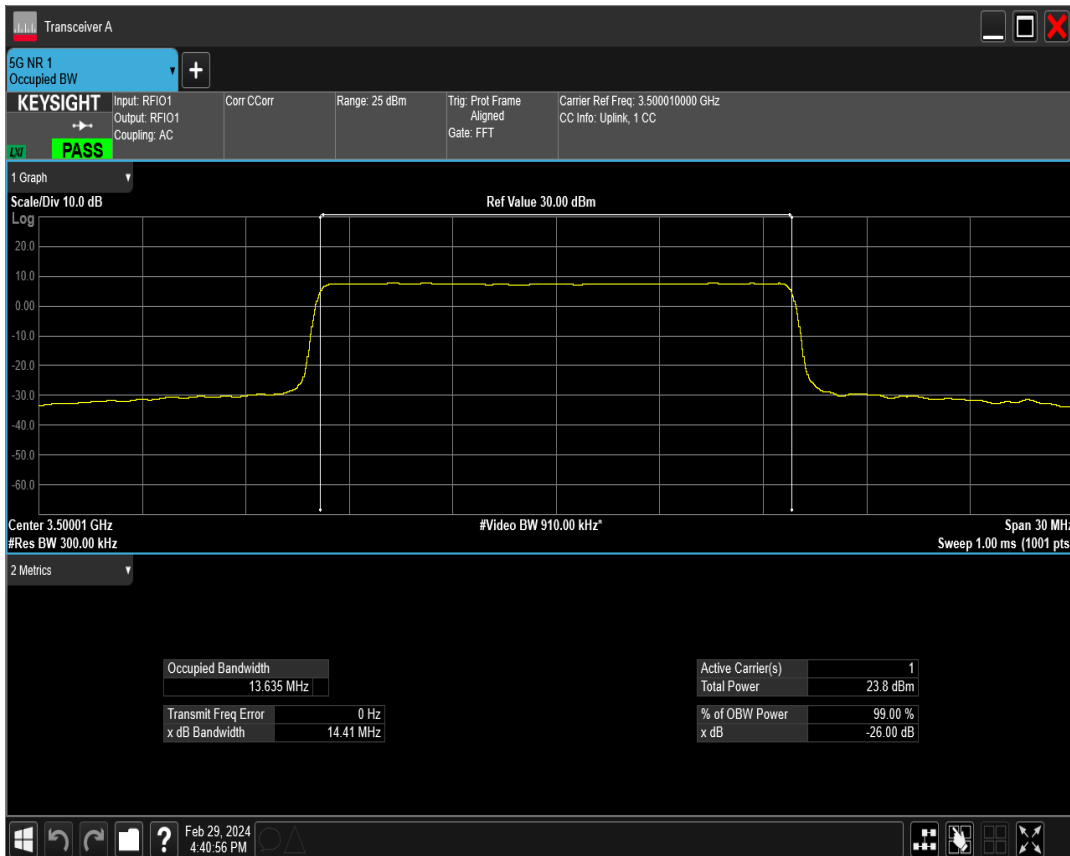 Transceiver A
5G NR 1
Occupied BW
+
KEYSIGHT
LXI
PASS
Input: RFIO1
Output: RFIO1
Coupling: AC
Corr CCorr
Range: 25 dBm
Trig: Prot Frame
Aligned
Gate: FFT
Carrier Ref Freq: 3.500010000 GHz
CC Info: Uplink, 1 CC
1 Graph
Scale/Div 10.0 dB
Ref Value 30.00 dBm
Log
20.0
10.0
0.00
-10.0
-20.0
-30.0
-40.0
-50.0
-60.0
Center 3.50001 GHz
#Video BW 910.00 kHz*
Span 30 MHz
#Res BW 300.00 kHz
Sweep 1.00 ms (1001 pts
2 Metrics
Occupied Bandwidth
13.635 MHz
Transmit Freq Error 0 Hz
x dB Bandwidth 14.41 MHz
Active Carrier(s) 1
Total Power 23.8 dBm
% of OBW Power 99.00 %
x dB -26.00 dB
?
Feb 29, 2024
4:40:56 PM